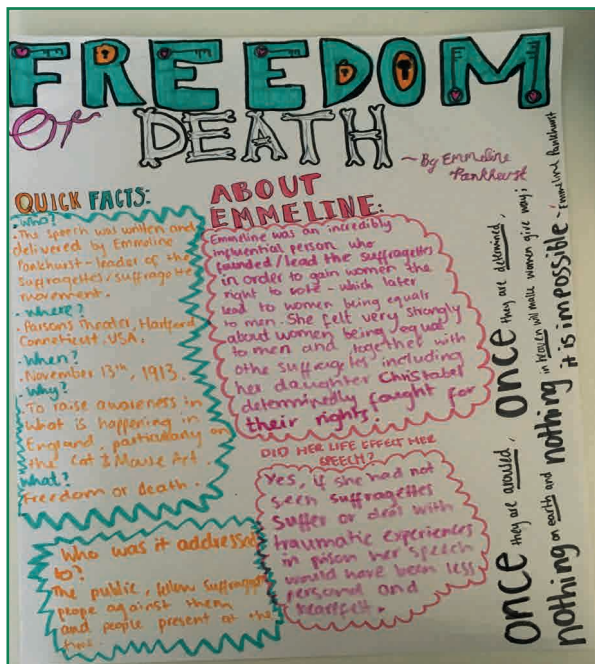 FREEDOM
or DEATH
~ By Emmeline
Pankhurst
QUICK FACTS:
. Who?
. The speech was written and
delivered by Emmeline
Pankhurst - leader of the
suffragettes/suffragette
movement.
. Where?
. Parsons Theatre, Hartford
Conneticut, USA.
. When?
. November 13th, 1913.
. Why?
To raise awareness in
what is happening in
England, particularly on
the Cat & Mouse Act.
What?
Freedom or death.
Who was it addressed
to?
The public, fellow suffragettes
people against them
and people present at the
time.
ABOUT
EMMELINE:
Emmeline was an incredibly
influential person who
founded/lead the suffragettes
in order to gain women the
right to vote - which later
lead to women being equals
to men. She felt very strongly
about women being equal
to men and together with
othe suffragettes including
her daughter Christabel
determinedly fought for
their rights!
DID HER LIFE EFFECT HER
SPEECH?
Yes, if she had not
seen suffragettes
suffer or deal with
traumatic experiences
in prison her speech
would have been less
personal and
heartfelt.
once they are aroused, once they are determined,
nothing on earth and nothing in heaven will make women give way;
it is impossible - Emmeline Pankhurst